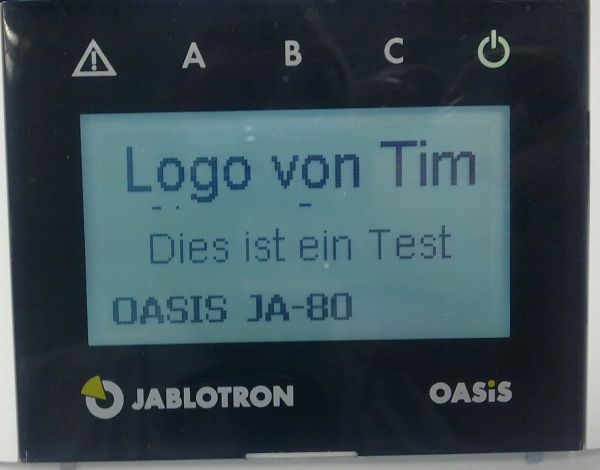 A B C
Logo von Tim
Dies ist ein Test
OASIS JA-80
JABLOTRON OASiS